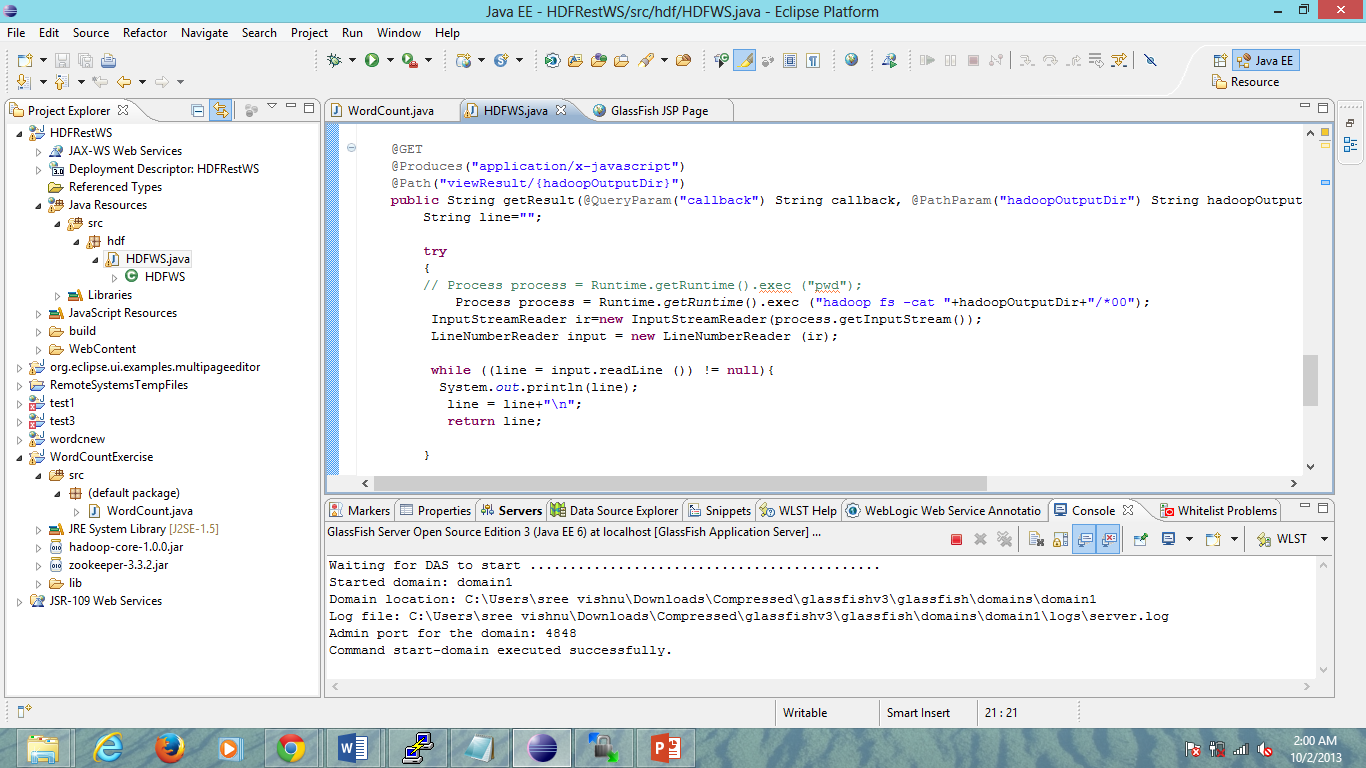 Java EE - HDFRestWS/src/hdf/HDFWS.java - Eclipse Platform
File Edit Source Refactor Navigate Search Project Run Window Help
Java EE
Resource
Project Explorer
HDFRestWS
JAX-WS Web Services
Deployment Descriptor: HDFRestWS
Referenced Types
Java Resources
src
hdf
HDFWS.java
HDFWS
Libraries
JavaScript Resources
build
WebContent
org.eclipse.ui.examples.multipageeditor
RemoteSystemsTempFiles
test1
test3
wordcnew
WordCountExercise
src
(default package)
WordCount.java
JRE System Library [J2SE-1.5]
hadoop-core-1.0.0.jar
zookeeper-3.3.2.jar
lib
JSR-109 Web Services
WordCount.java HDFWS.java GlassFish JSP Page
@GET
@Produces("application/x-javascript")
@Path("viewResult/{hadoopOutputDir}")
public String getResult(@QueryParam("callback") String callback, @PathParam("hadoopOutputDir") String hadoopOutput
String line="";
try
{
// Process process = Runtime.getRuntime().exec ("pwd");
Process process = Runtime.getRuntime().exec ("hadoop fs -cat "+hadoopOutputDir+"/*00");
InputStreamReader ir=new InputStreamReader(process.getInputStream());
LineNumberReader input = new LineNumberReader (ir);
while ((line = input.readLine ()) != null){
System.out.println(line);
line = line+"\n";
return line;
}
Markers Properties Servers Data Source Explorer Snippets WLST Help WebLogic Web Service Annotatio Console Whitelist Problems
GlassFish Server Open Source Edition 3 (Java EE 6) at localhost [GlassFish Application Server] ...
WLST
Waiting for DAS to start ...........................................
Started domain: domain1
Domain location: C:\Users\sree vishnu\Downloads\Compressed\glassfishv3\glassfish\domains\domain1
Log file: C:\Users\sree vishnu\Downloads\Compressed\glassfishv3\glassfish\domains\domain1\logs\server.log
Admin port for the domain: 4848
Command start-domain executed successfully.
Writable Smart Insert 21 : 21
2:00 AM
10/2/2013